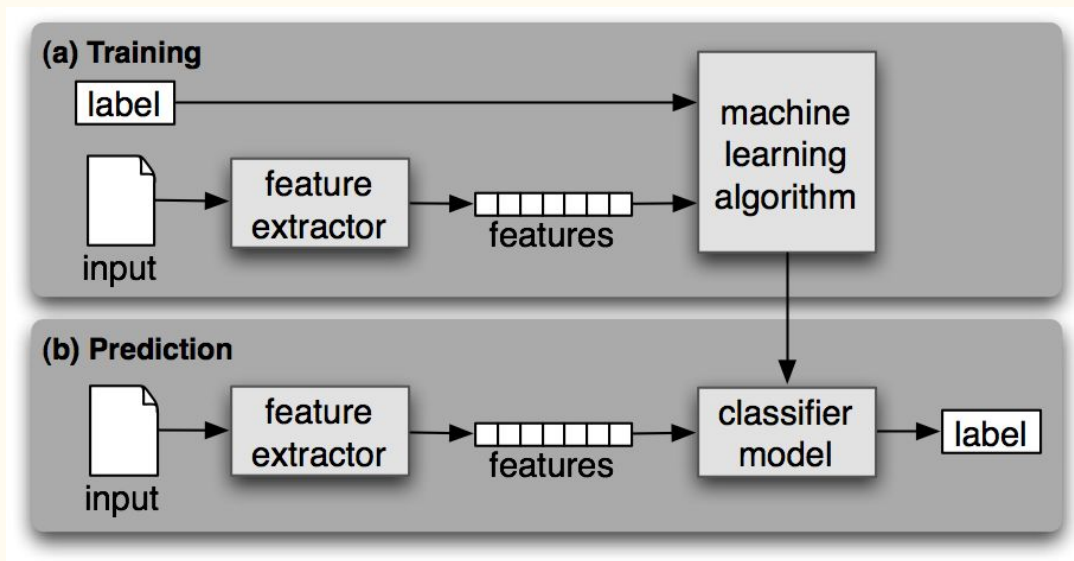 (a) Training
label
machine
learning
algorithm
feature
extractor
features
input
(b) Prediction
feature
extractor
features
classifier
model
label
input